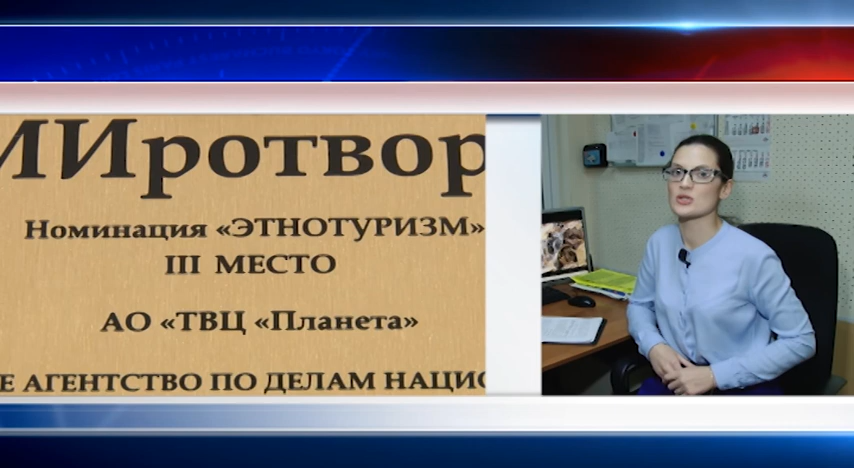 МИротвор
Номинация «ЭТНОТУРИЗМ»
III МЕСТО
АО «ТВЦ «Планета»
Е АГЕНТСТВО ПО ДЕЛАМ НАЦИО